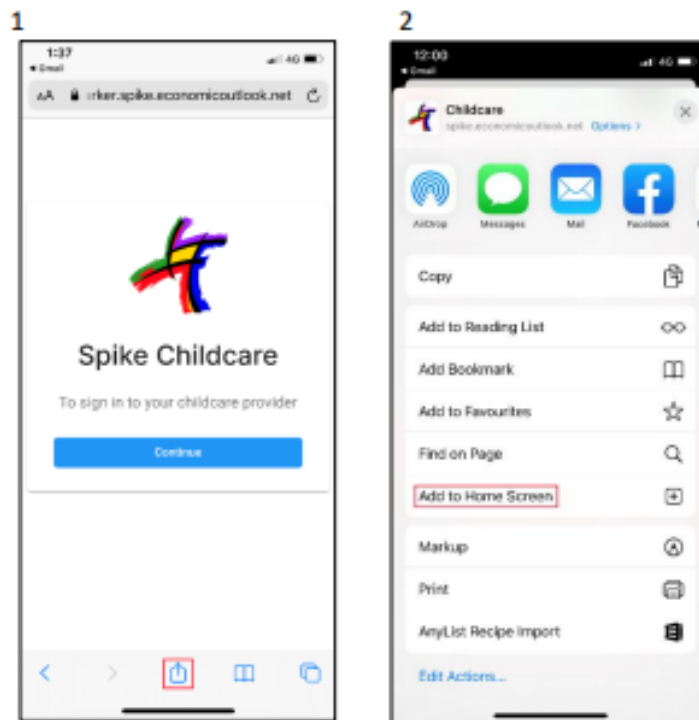 1
1:37
◀ Gmail
4G
AA
rker.spike.economicoutlook.net
Spike Childcare
To sign in to your childcare provider
Continue
2
12:00
◀ Gmail
4G
Childcare
spike.economicoutlook.net Options >
AirDrop
Messages
Mail
Facebook
Copy
Add to Reading List
Add Bookmark
Add to Favourites
Find on Page
Add to Home Screen
Markup
Print
AnyList Recipe Import
Edit Actions...